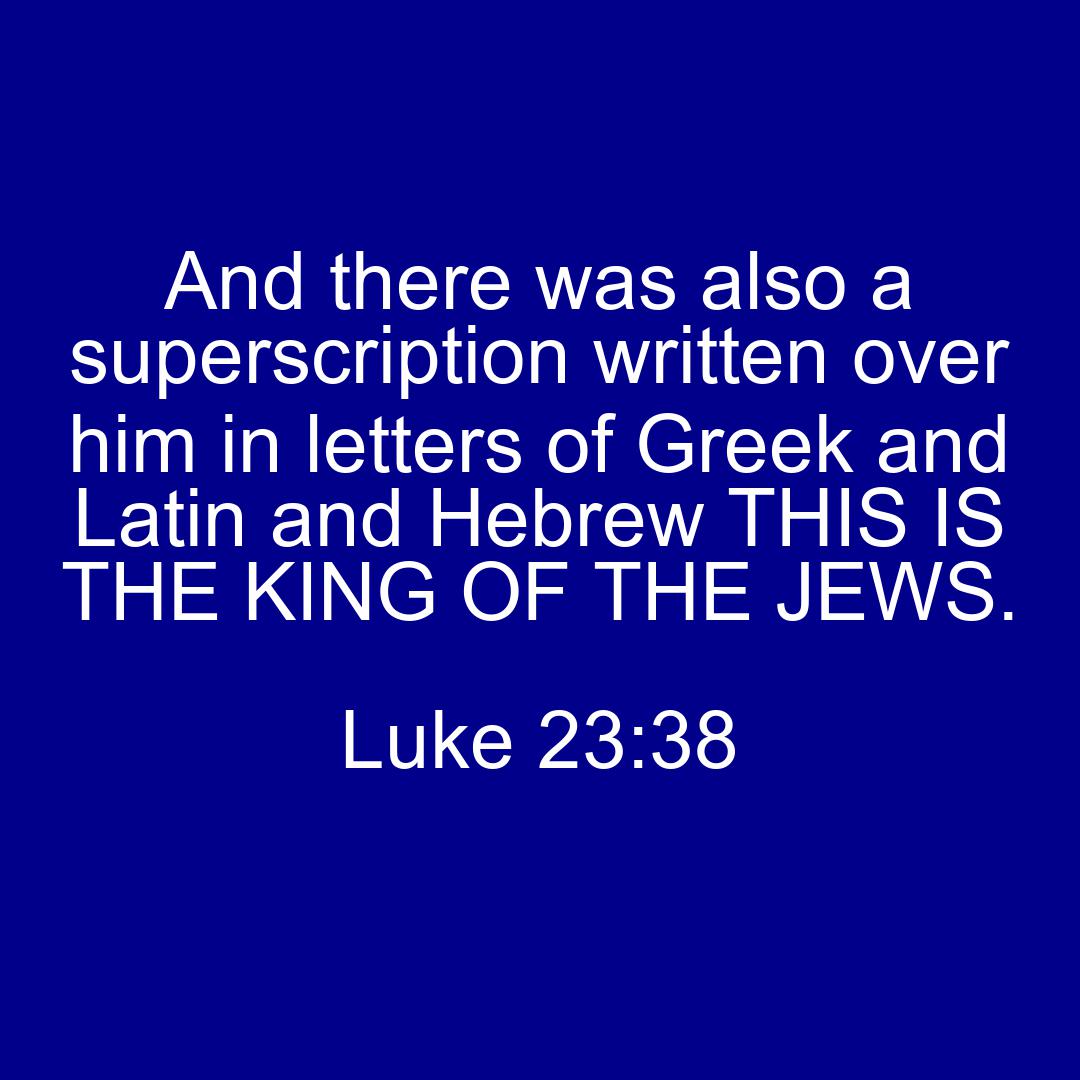 And there was also a
superscription written over
him in letters of Greek and
Latin and Hebrew THIS IS
THE KING OF THE JEWS.
Luke 23:38